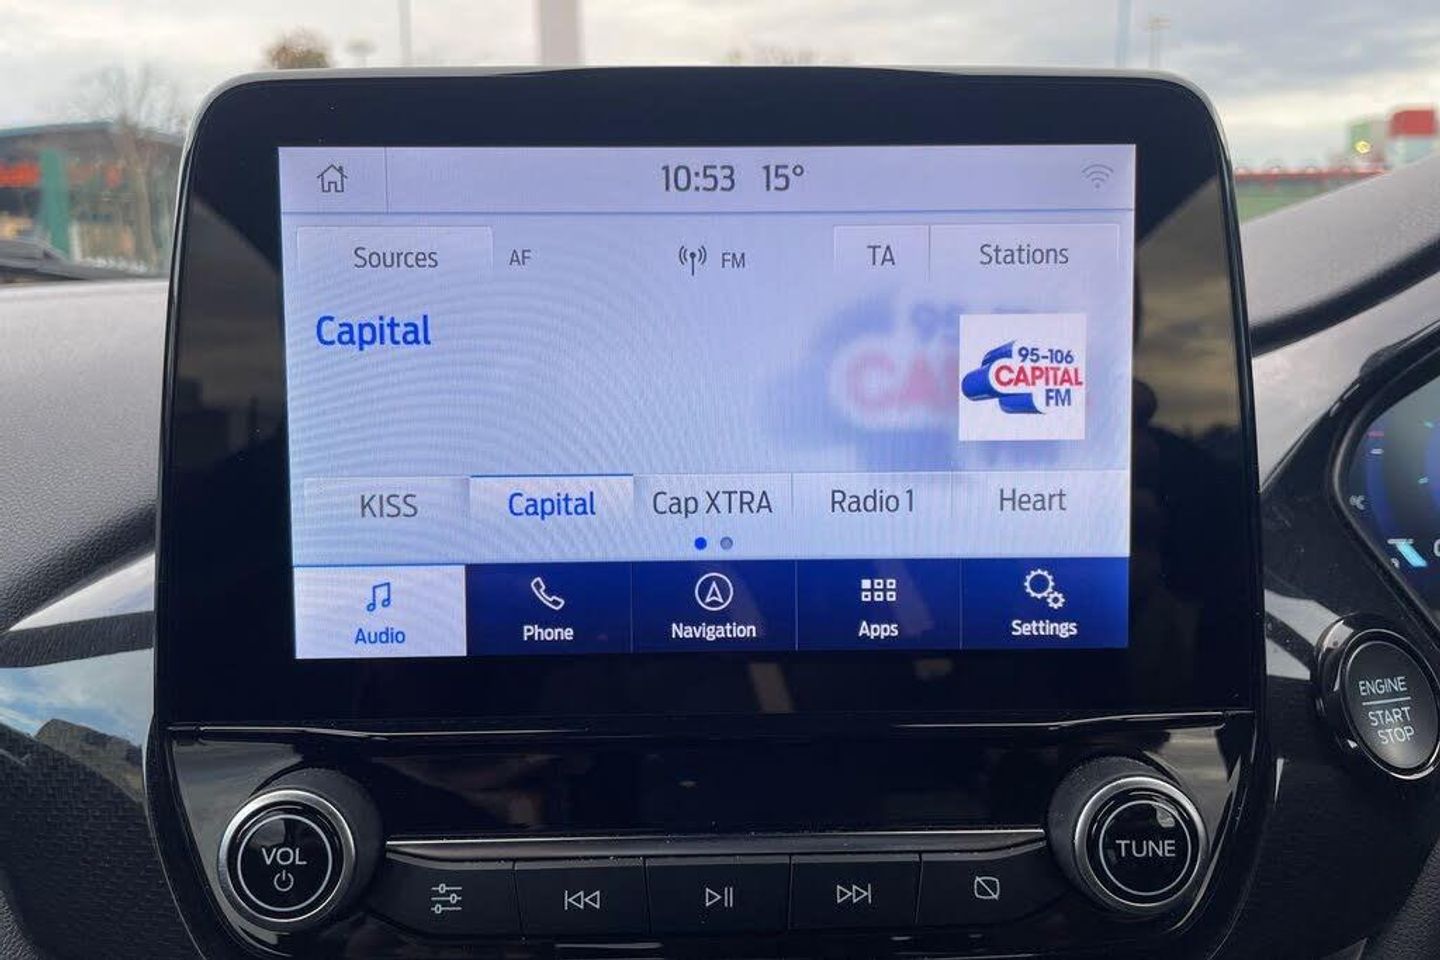 10:53 15°
Sources AF FM TA Stations
Capital
95-106
CAPITAL
FM
KISS Capital Cap XTRA Radio 1 Heart
Audio Phone Navigation Apps Settings
ENGINE
START
STOP
VOL
TUNE